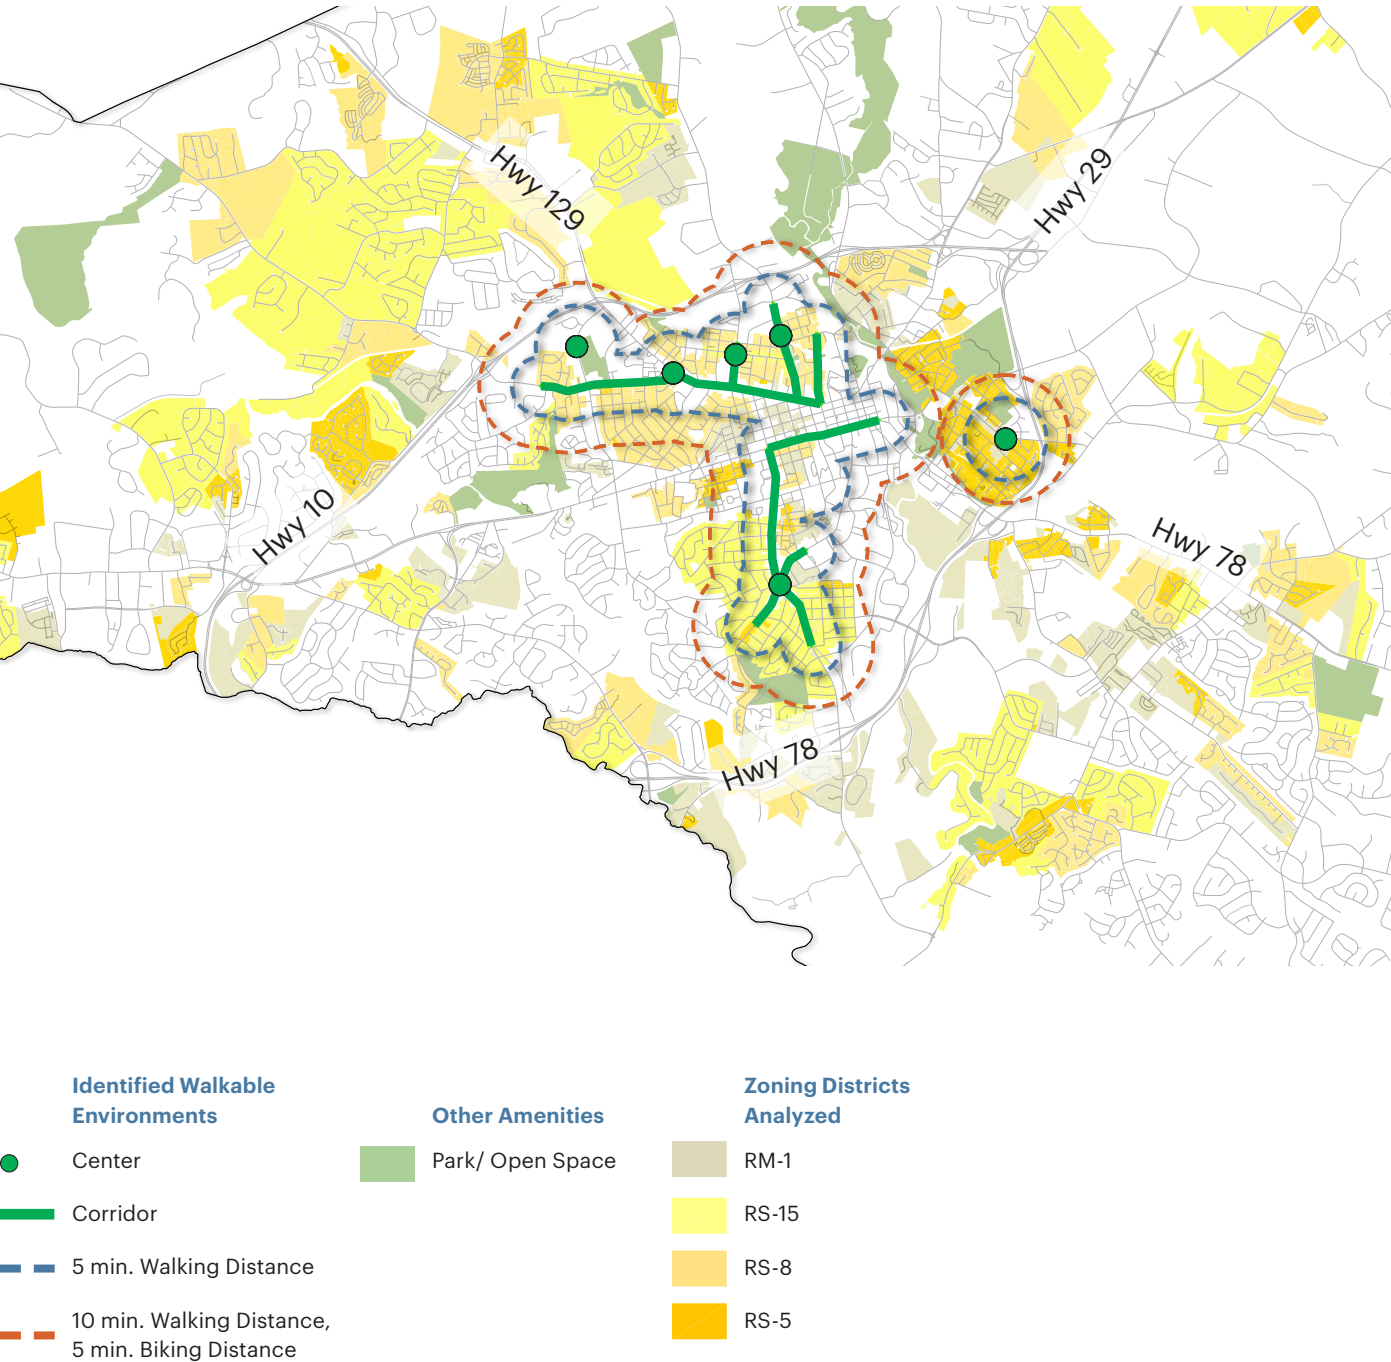 Hwy 129
Hwy 29
Hwy 10
Hwy 78
Hwy 78
Identified Walkable
Environments
Center
Corridor
5 min. Walking Distance
10 min. Walking Distance,
5 min. Biking Distance
Other Amenities
Park/ Open Space
Zoning Districts
Analyzed
RM-1
RS-15
RS-8
RS-5